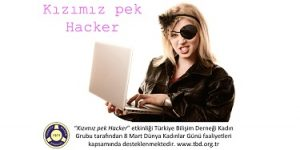 Kizimiz pek
Hacker
"Kızımız pek Hacker" etkinliği Türkiye Bilişim Derneği Kadın
Grubu tarafından 8 Mart Dünya Kadınlar Günü faaliyetleri
kapsamında desteklenmektedir. www.tbd.org.tr